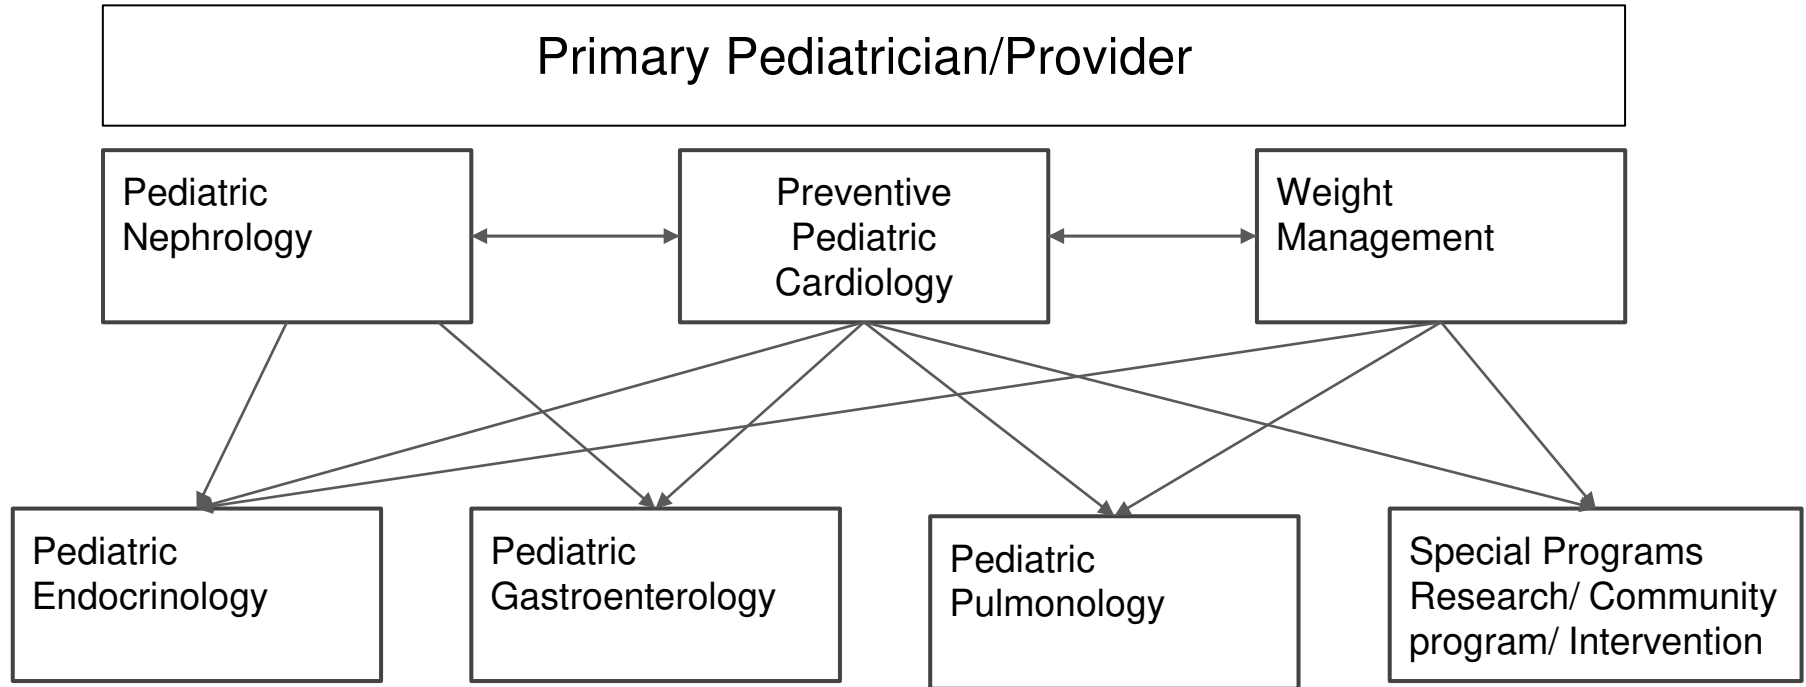 Primary Pediatrician/Provider
Pediatric
Nephrology
Preventive
Pediatric
Cardiology
Weight
Management
Pediatric
Endocrinology
Pediatric
Gastroenterology
Pediatric
Pulmonology
Special Programs
Research/ Community
program/ Intervention